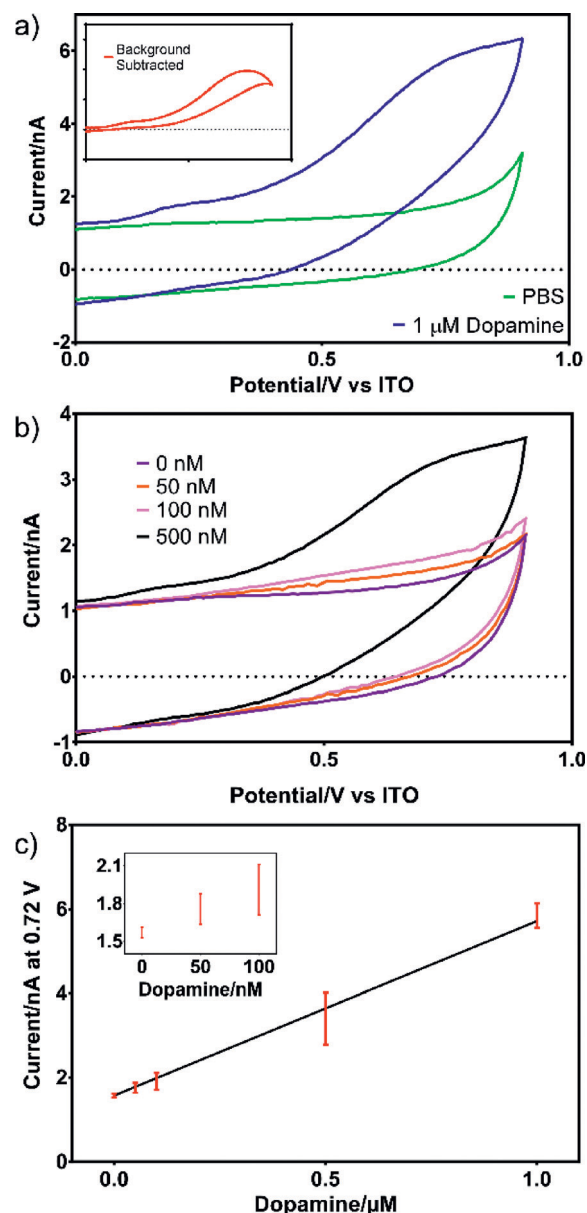 a)
Background
Subtracted
6
4
2
0
-2
Current/nA
PBS
1 μM Dopamine
0.0
0.5
1.0
Potential/V vs ITO
b)
0 nM
50 nM
100 nM
500 nM
4
3
2
1
0
-1
Current/nA
0.0
0.5
1.0
Potential/V vs ITO
c)
8
6
4
2
0
Current/nA at 0.72 V
2.1
1.8
1.5
0
50
100
Dopamine/nM
0.0
0.5
1.0
Dopamine/μM